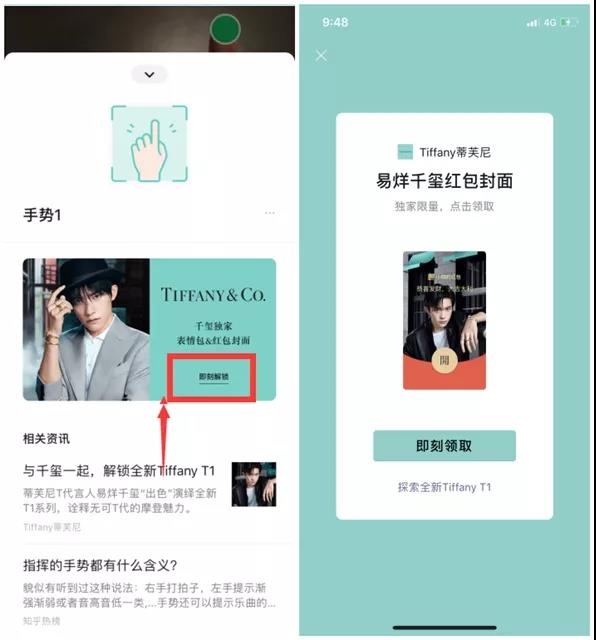 手势1
TIFFANY & CO.
千玺独家
表情包&红包封面
即刻解锁
相关资讯
与千玺一起，解锁全新Tiffany T1
蒂芙尼T代言人易烊千玺“出色”演绎全新
T1系列，诠释无可T代的摩登魅力。
Tiffany蒂芙尼
指挥的手势都有什么含义?
貌似有听到过这种说法：右手打拍子，左手提示渐
强渐弱或者音高音低一类,...手势还可以提示乐曲的...
知乎热榜
9:48
4G
Tiffany蒂芙尼
易烊千玺红包封面
独家限量，点击领取
恭喜发财，大吉大利
開
即刻领取
探索全新Tiffany T1